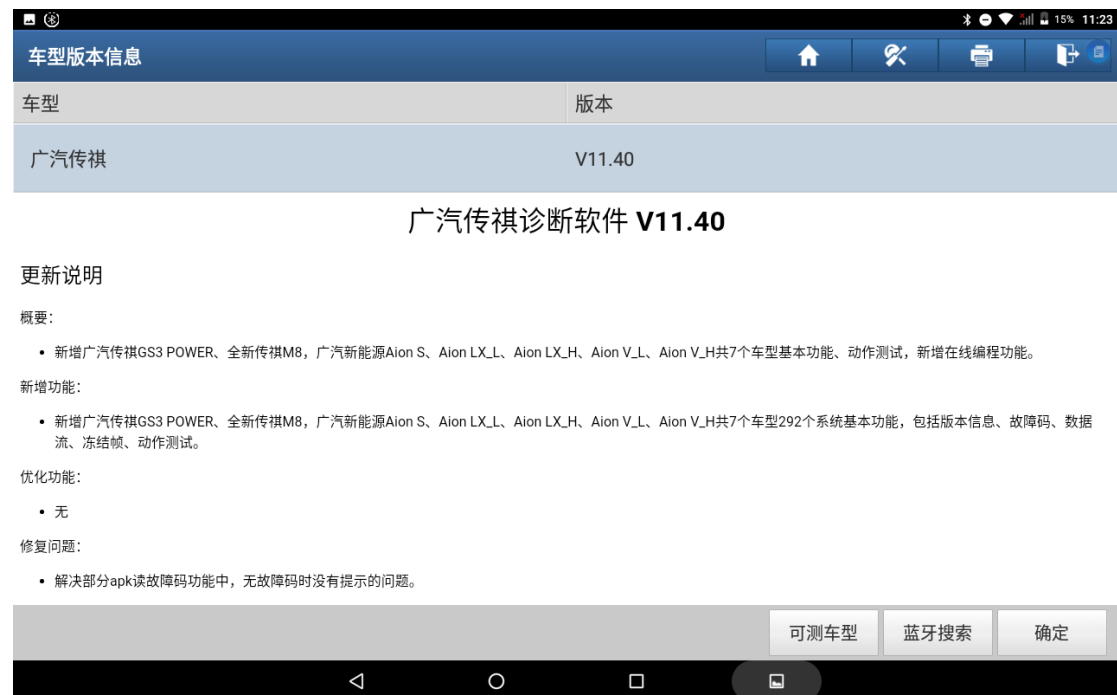 15% 11:23
车型版本信息
车型 版本
广汽传祺 V11.40
广汽传祺诊断软件 V11.40
更新说明
概要:
• 新增广汽传祺GS3 POWER、全新传祺M8，广汽新能源Aion S、Aion LX_L、Aion LX_H、Aion V_L、Aion V_H共7个车型基本功能、动作测试，新增在线编程功能。
新增功能:
• 新增广汽传祺GS3 POWER、全新传祺M8，广汽新能源Aion S、Aion LX_L、Aion LX_H、Aion V_L、Aion V_H共7个车型292个系统基本功能，包括版本信息、故障码、数据
流、冻结帧、动作测试。
优化功能:
• 无
修复问题:
• 解决部分apk读故障码功能中，无故障码时没有提示的问题。
可测车型 蓝牙搜索 确定